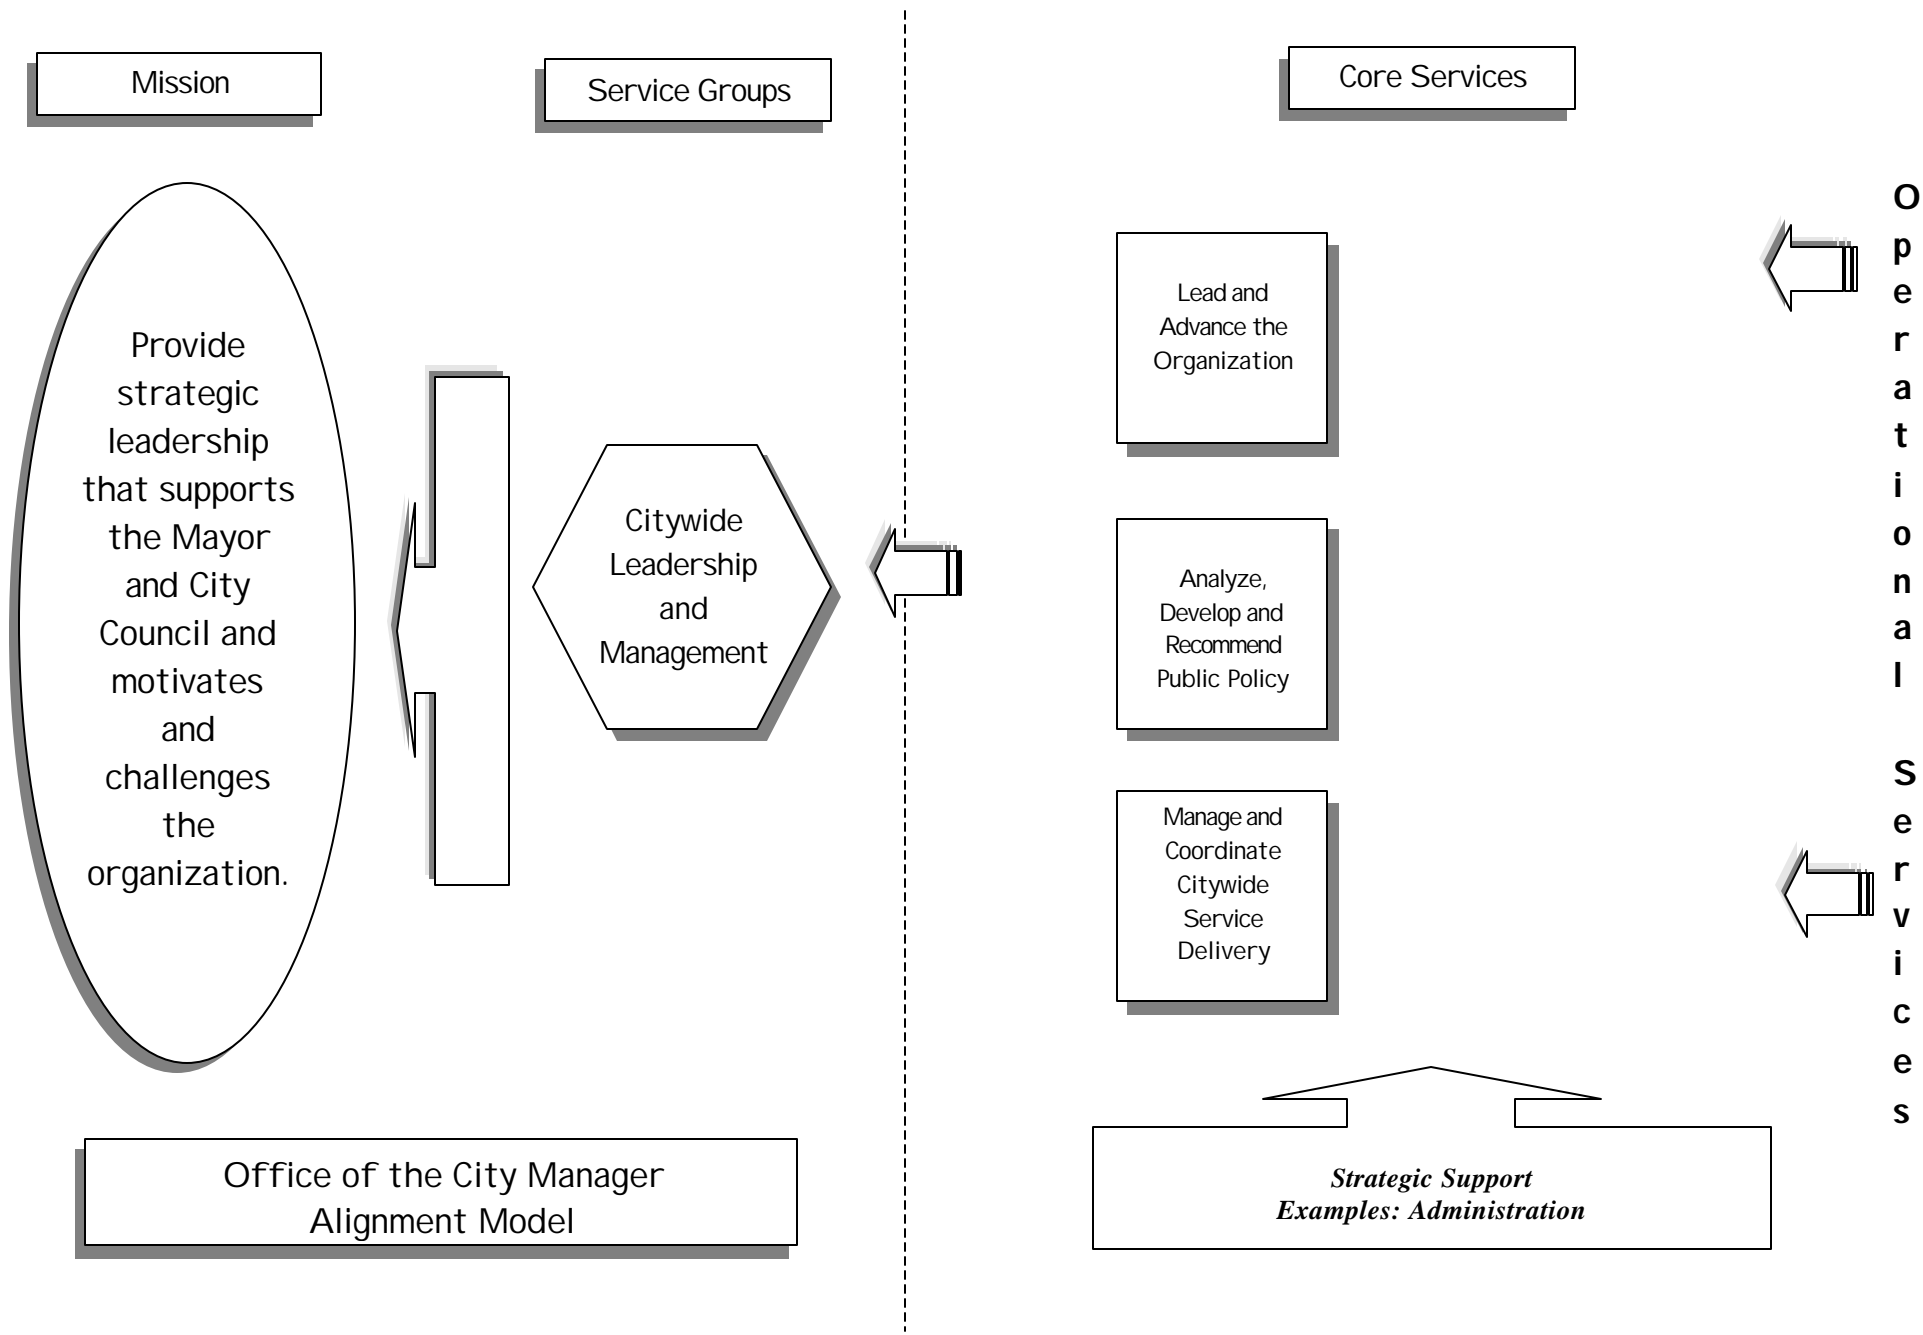 Mission
Service Groups
Core Services
Provide
strategic
leadership
that supports
the Mayor
and City
Council and
motivates
and
challenges
the
organization.
Citywide
Leadership
and
Management
Lead and
Advance the
Organization
Analyze,
Develop and
Recommend
Public Policy
Manage and
Coordinate
Citywide
Service
Delivery
Operational Services
Office of the City Manager
Alignment Model
Strategic Support
Examples: Administration